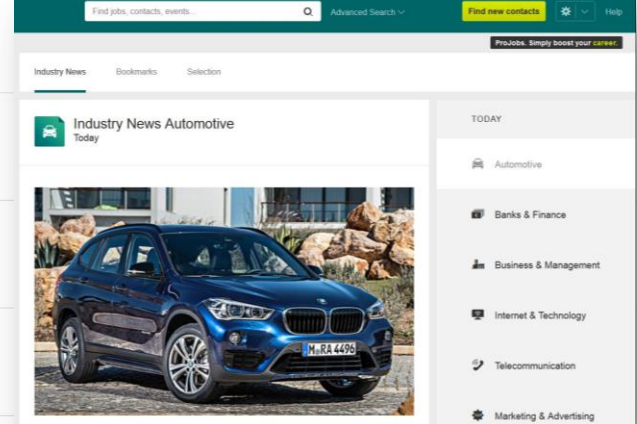 Find jobs, contacts, events...
Advanced Search
Find new contacts
Help
ProJobs. Simply boost your career.
Industry News
Bookmarks
Selection
Industry News Automotive
Today
M RA 4496
TODAY
Automotive
Banks & Finance
Business & Management
Internet & Technology
Telecommunication
Marketing & Advertising